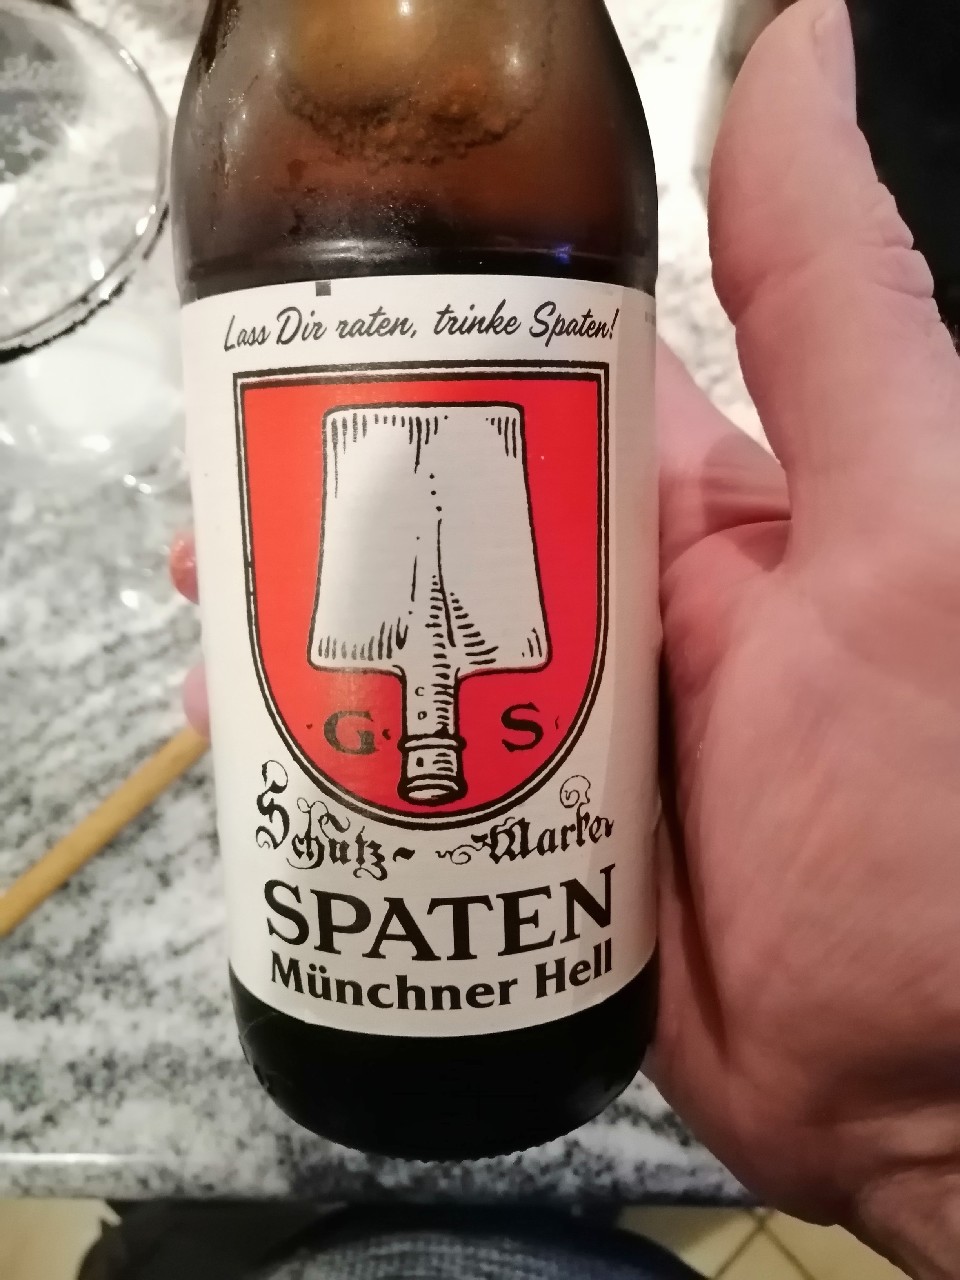 Lass Dir raten, trinke Spaten!
G S
Schutz-Marke
SPATEN
Münchner Hell